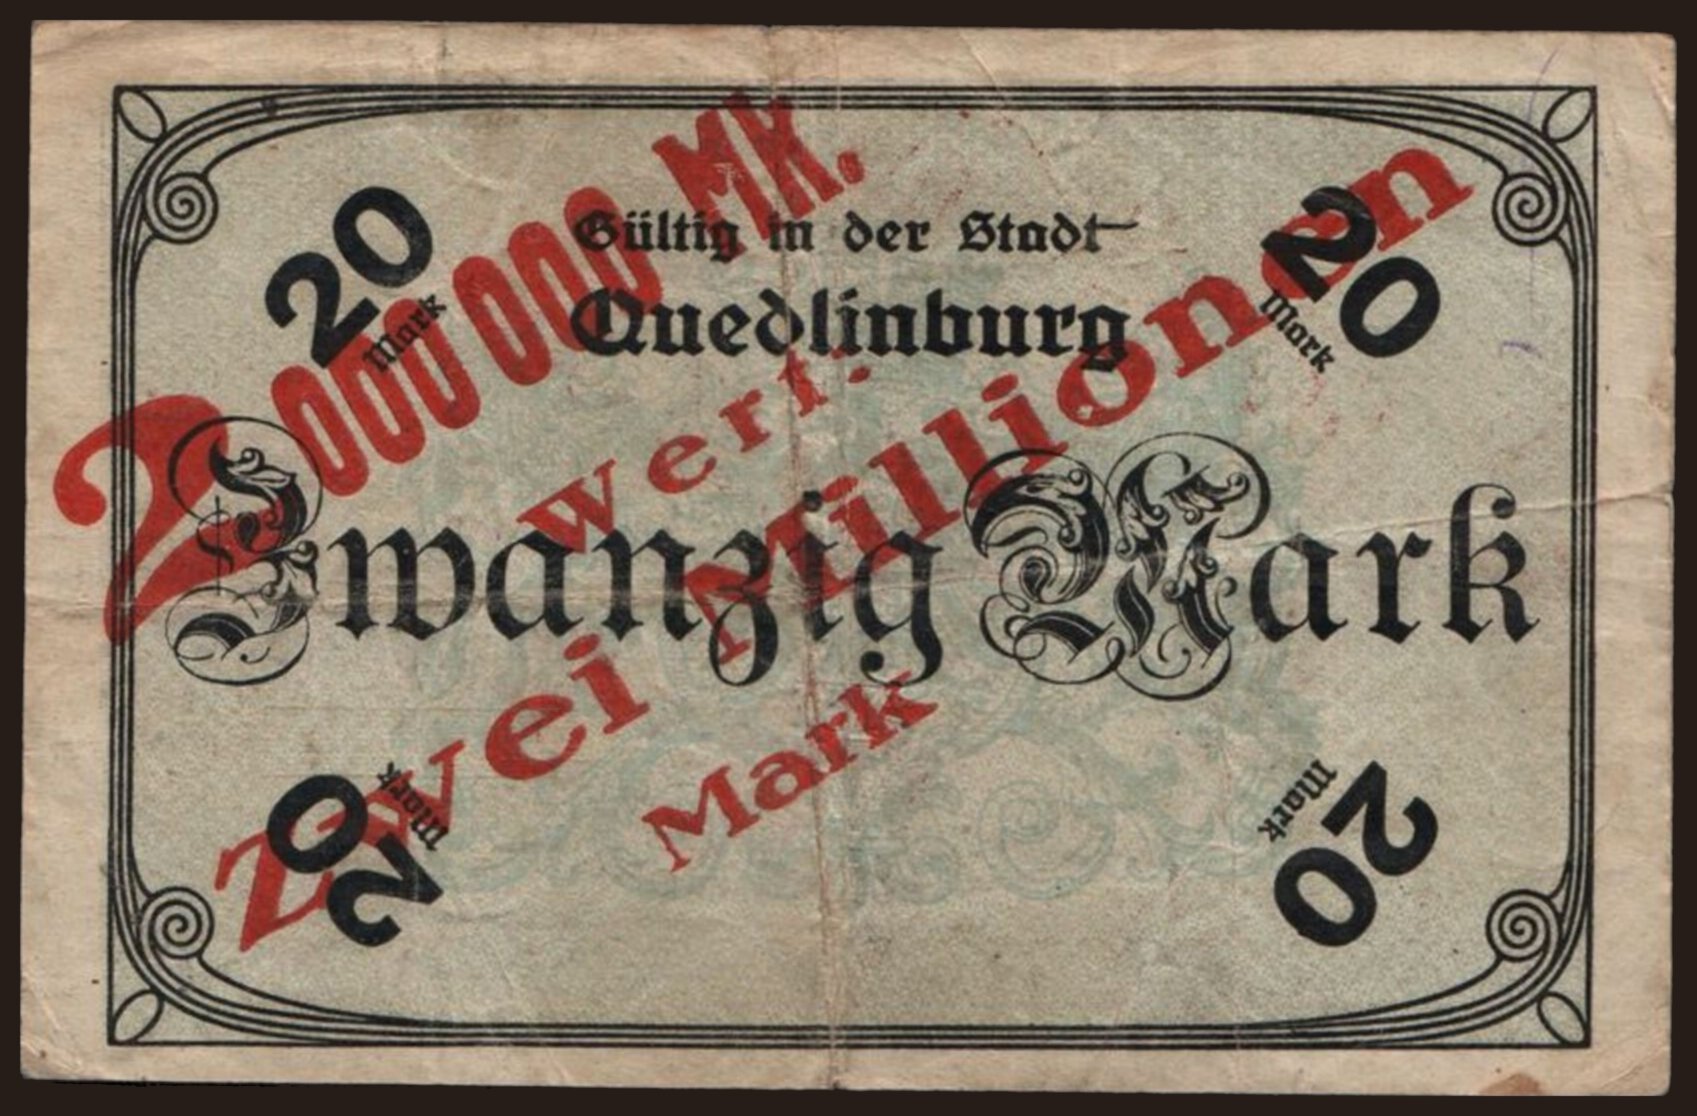 20
Mark
20
Mark
Gültig in der Stadt
Quedlinburg
Zwanzig Mark
20
Mark
20
Mark
2000000 MK.
Wert:
Zwei Millionen
Mark